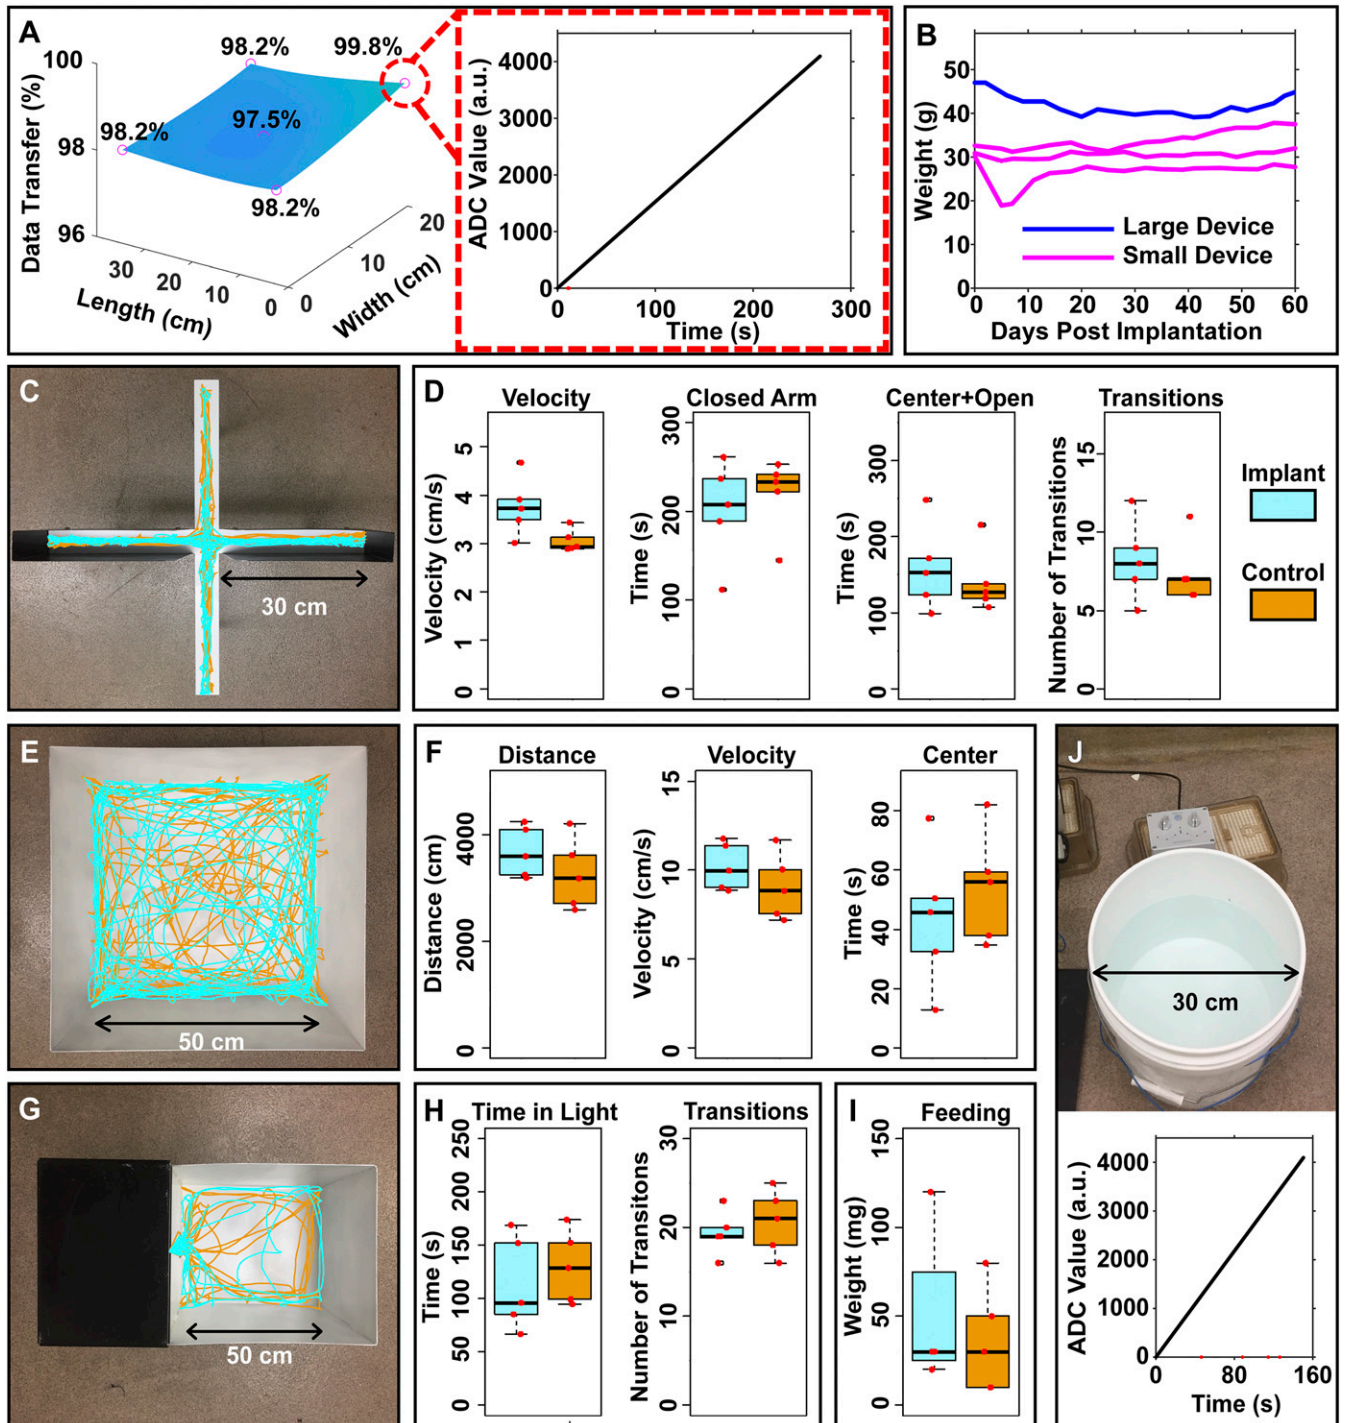 A
98.2%
99.8%
98.2%
97.5%
98.2%
Data Transfer (%)
100
98
96
30
20
10
0
Length (cm)
0
10
20
Width (cm)
ADC Value (a.u.)
4000
3000
2000
1000
0
0
100
200
300
Time (s)
B
Weight (g)
50
40
30
20
10
0
Large Device
Small Device
0
10
20
30
40
50
60
Days Post Implantation
C
30 cm
D
Velocity
Velocity (cm/s)
5
4
3
2
1
0
Closed Arm
Time (s)
300
200
100
0
Center+Open
Time (s)
300
200
100
0
Transitions
Number of Transitions
15
10
5
0
Implant
Control
E
50 cm
F
Distance
Distance (cm)
4000
2000
0
Velocity
Velocity (cm/s)
15
10
5
0
Center
Time (s)
80
60
40
20
0
G
50 cm
H
Time in Light
Time (s)
250
200
150
100
50
0
Transitions
Number of Transitons
30
20
10
0
I
Feeding
Weight (mg)
150
100
50
0
J
30 cm
ADC Value (a.u.)
4000
3000
2000
1000
0
0
80
160
Time (s)